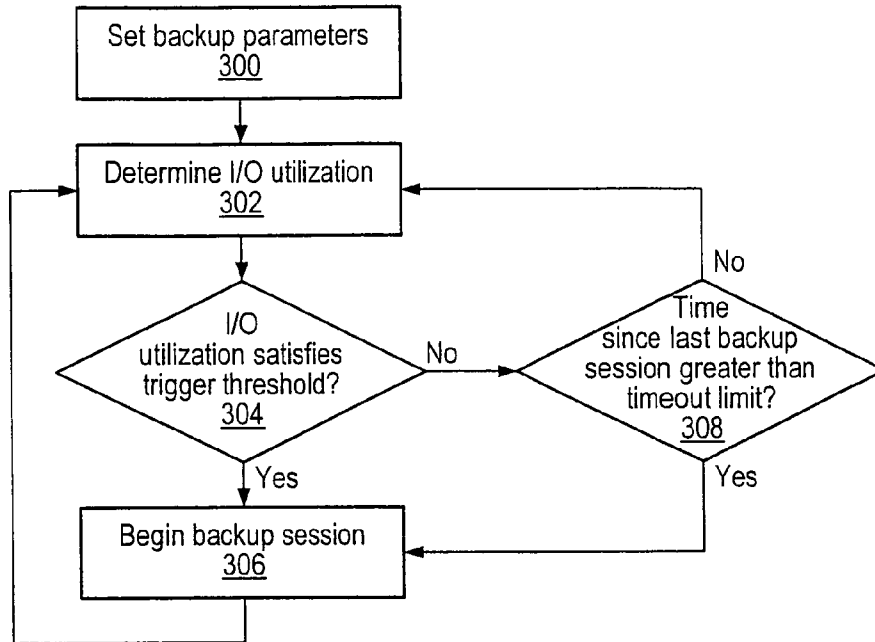 Set backup parameters
300
Determine I/O utilization
302
I/O
utilization satisfies
trigger threshold?
304
No
Yes
Time
since last backup
session greater than
timeout limit?
308
No
Yes
Begin backup session
306